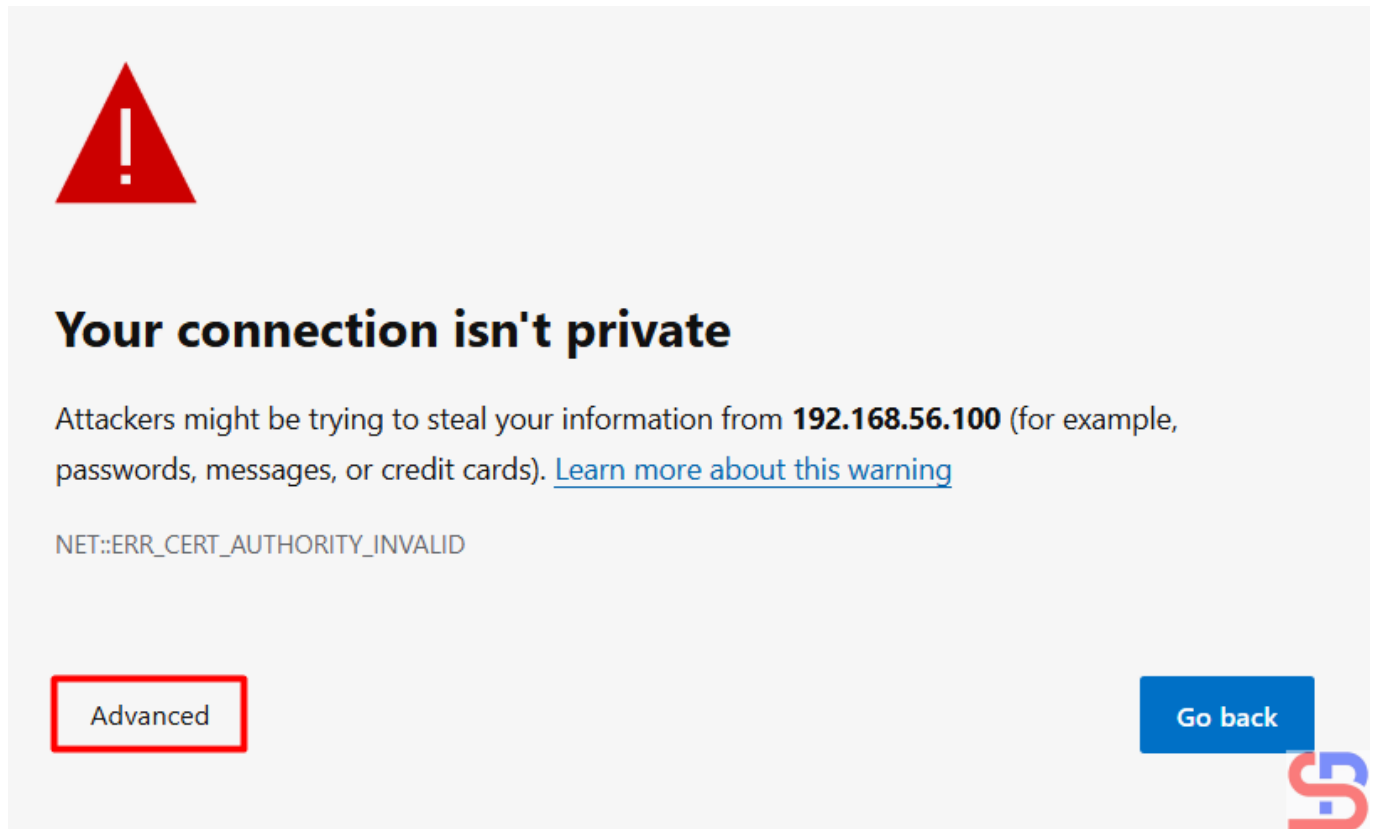 !
Your connection isn't private
Attackers might be trying to steal your information from 192.168.56.100 (for example,
passwords, messages, or credit cards). Learn more about this warning
NET::ERR_CERT_AUTHORITY_INVALID
Advanced
Go back